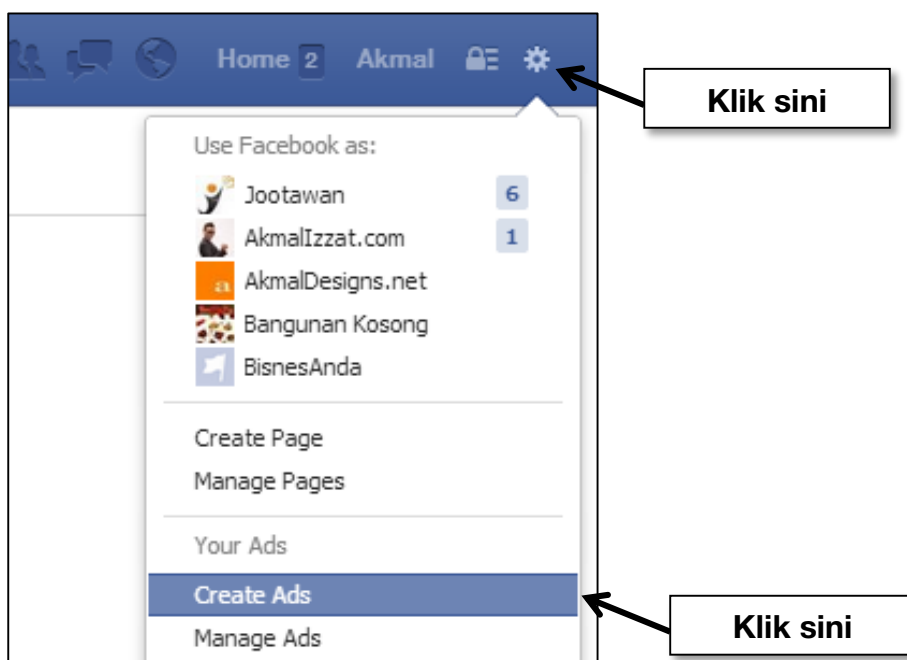 Home 2 Akmal
Klik sini
Use Facebook as:
Jootawan 6
AkmalIzzat.com 1
a AkmalDesigns.net
Bangunan Kosong
BisnesAnda
Create Page
Manage Pages
Your Ads
Create Ads
Klik sini
Manage Ads